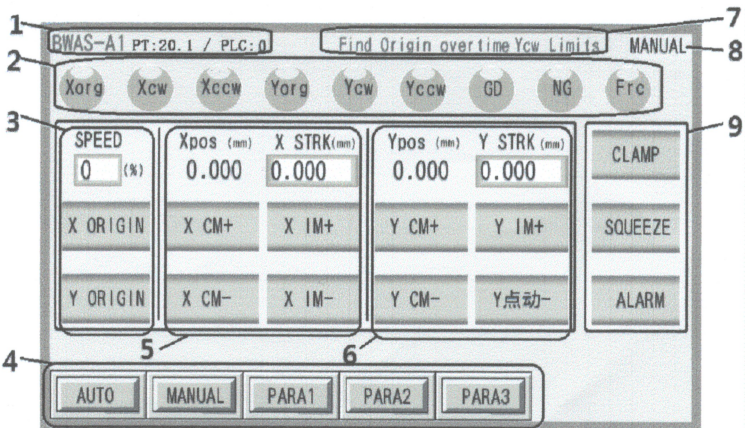 1
7
BWAS-A1 PT:20.1 / PLC:0
Find Origin overtime Ycw Limits
MANUAL
8
2
Xorg Xcw Xccw Yorg Ycw Yccw GD NG Frc
3
9
SPEED
0 (%)
X ORIGIN
Y ORIGIN
Xpos (mm) X STRK(mm)
0.000 0.000
X CM+ X IM+
X CM- X IM-
Ypos (mm) Y STRK(mm)
0.000 0.000
Y CM+ Y IM+
Y CM- Y点动-
CLAMP
SQUEEZE
ALARM
5
6
4
AUTO MANUAL PARA1 PARA2 PARA3